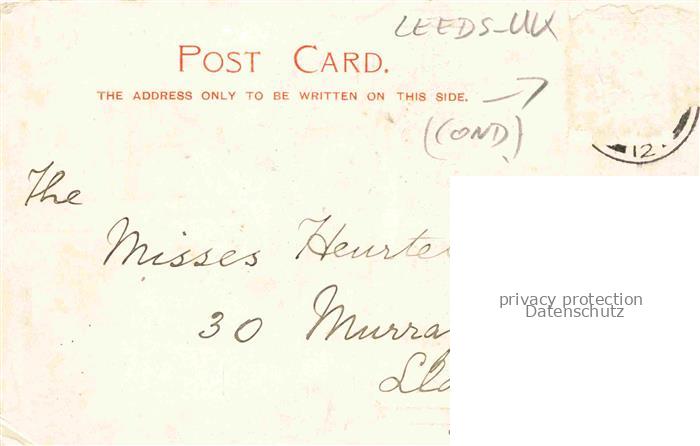 LEEDS-UK
POST CARD.
THE ADDRESS ONLY TO BE WRITTEN ON THIS SIDE.
(COND)
12.
The
Misses Heurte
30 Murra
privacy protection
Datenschutz